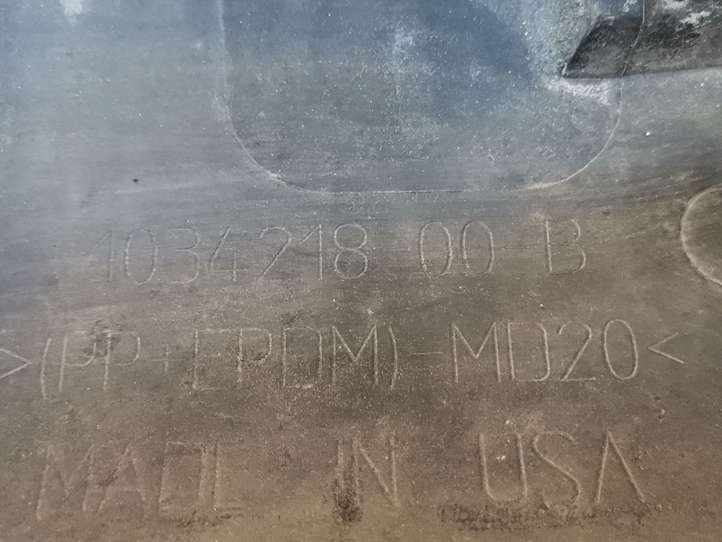 1034218 00 B
>(PP+EPDM)-MD20<
MADE IN USA